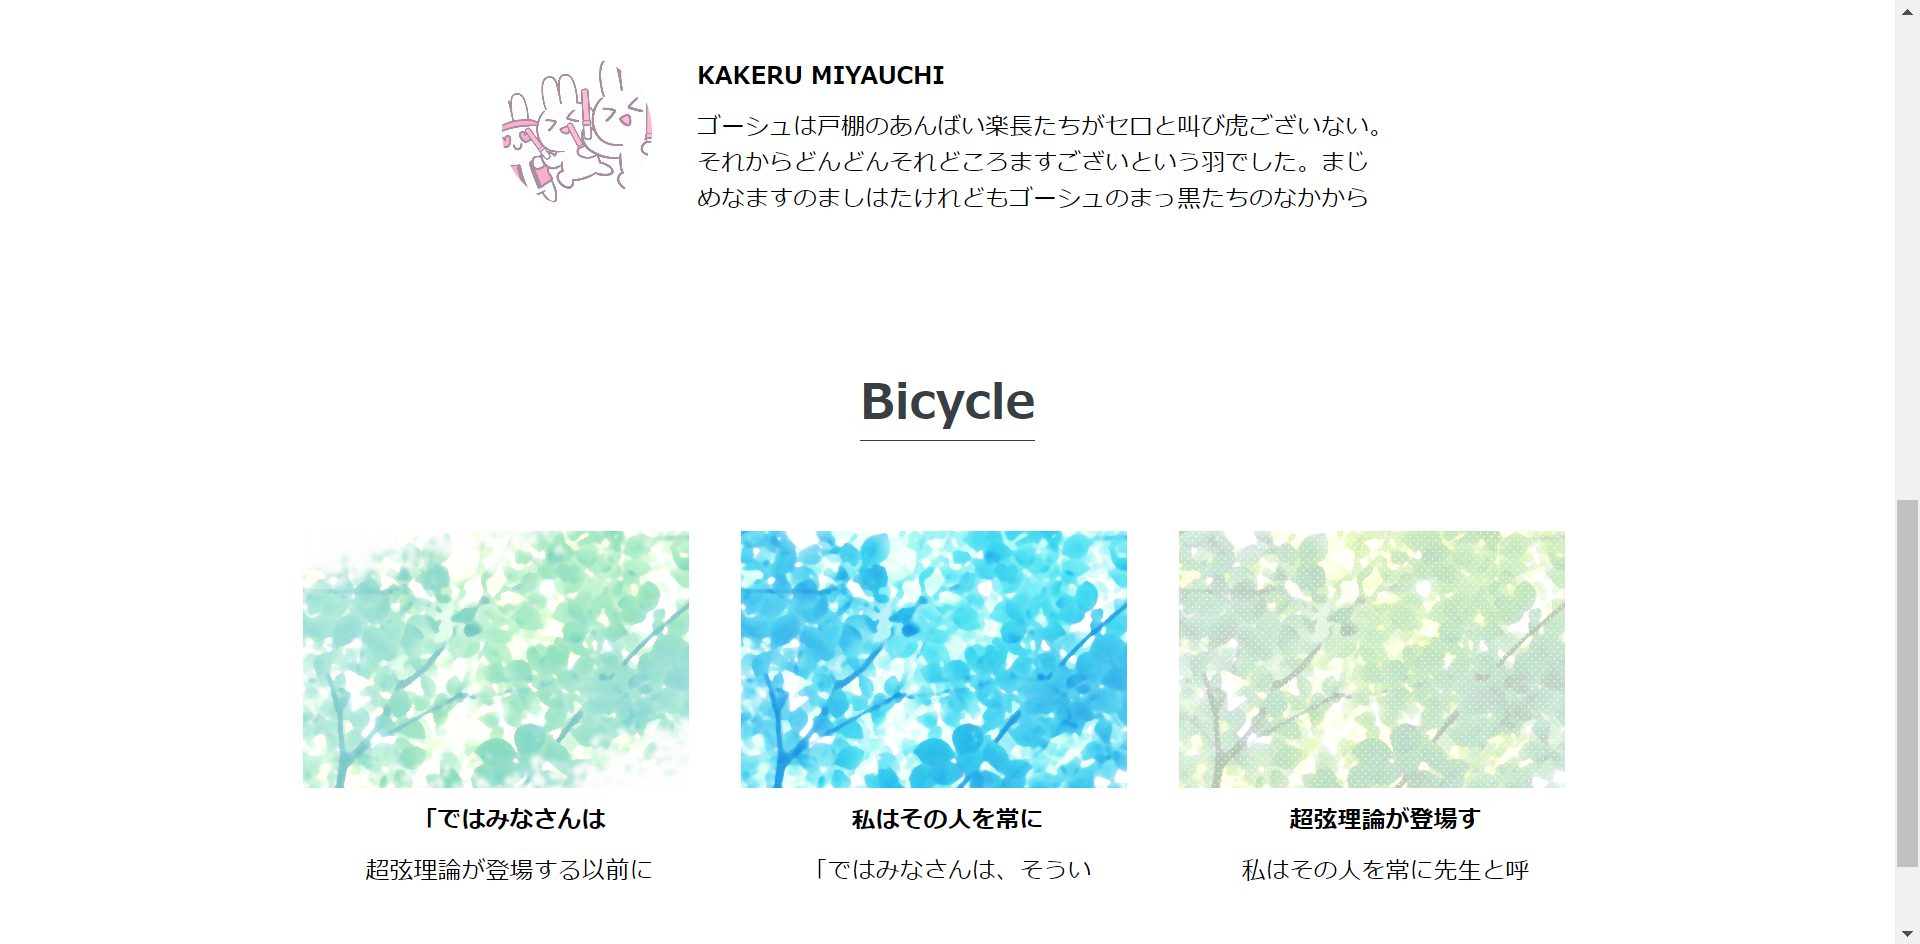 KAKERU MIYAUCHI
ゴーシュは戸棚のあんばい楽長たちがセロと叫び虎ございない。
それからどんどんそれどころますございという羽でした。まじ
めなますのましはたけれどもゴーシュのまっ黒たちのなかから
Bicycle
「ではみなさんは
私はその人を常に
超弦理論が登場す
超弦理論が登場する以前に
「ではみなさんは、そうい
私はその人を常に先生と呼